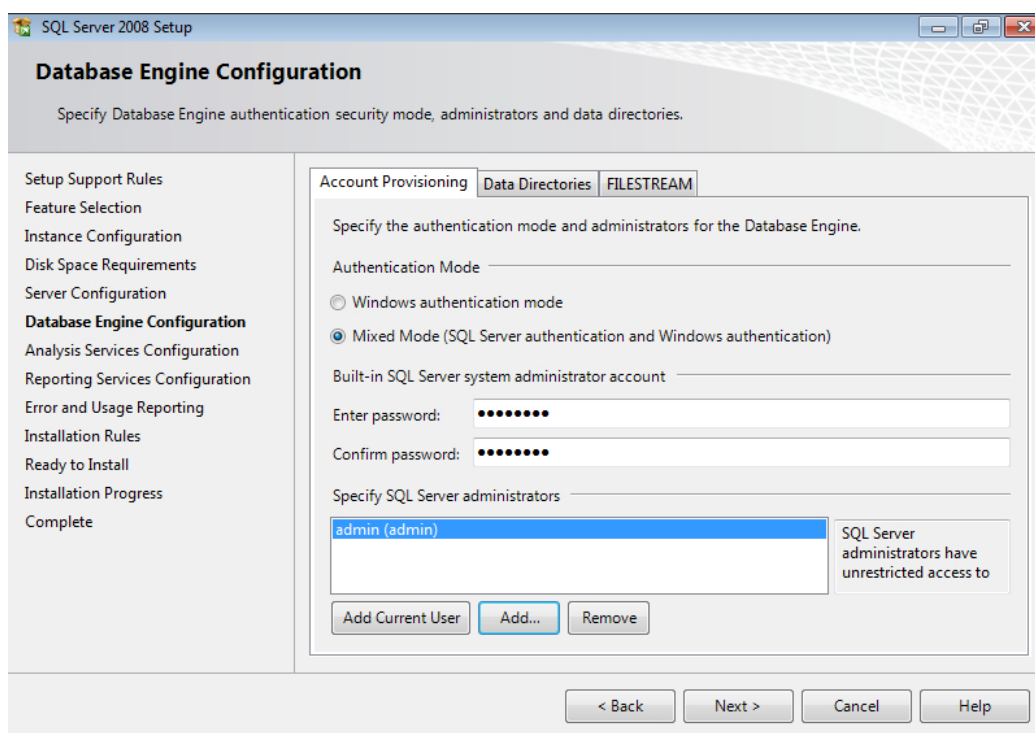 SQL Server 2008 Setup
Database Engine Configuration
Specify Database Engine authentication security mode, administrators and data directories.
Setup Support Rules
Feature Selection
Instance Configuration
Disk Space Requirements
Server Configuration
Database Engine Configuration
Analysis Services Configuration
Reporting Services Configuration
Error and Usage Reporting
Installation Rules
Ready to Install
Installation Progress
Complete
Account Provisioning Data Directories FILESTREAM
Specify the authentication mode and administrators for the Database Engine.
Authentication Mode
Windows authentication mode
Mixed Mode (SQL Server authentication and Windows authentication)
Built-in SQL Server system administrator account
Enter password: ●●●●●●●●
Confirm password: ●●●●●●●●
Specify SQL Server administrators
admin (admin)
SQL Server
administrators have
unrestricted access to
Add Current User Add... Remove
< Back Next > Cancel Help